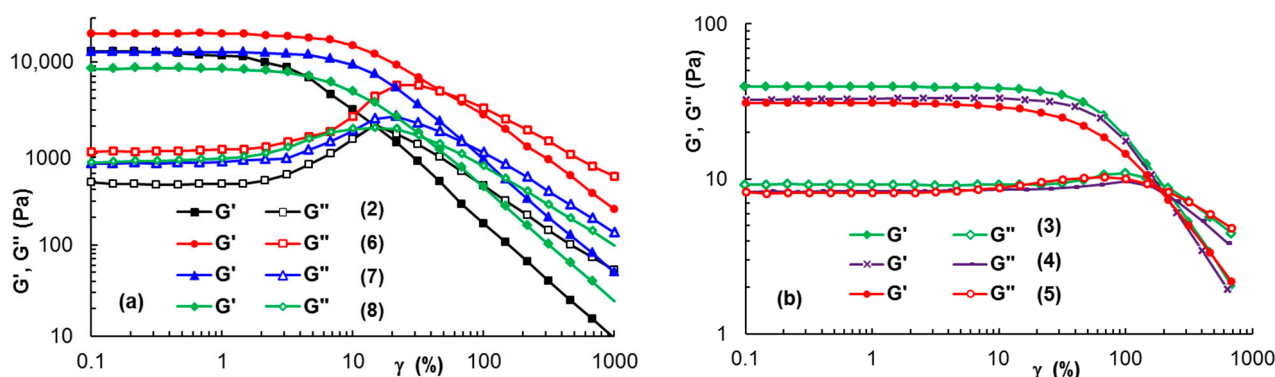 10,000
1000
100
10
G', G" (Pa)
0.1 1 10 100 1000
γ (%)
(a)
G' G" (2)
G' G" (6)
G' G" (7)
G' G" (8)
100
10
1
G', G" (Pa)
0.1 1 10 100 1000
γ (%)
(b)
G' G" (3)
G' G" (4)
G' G" (5)